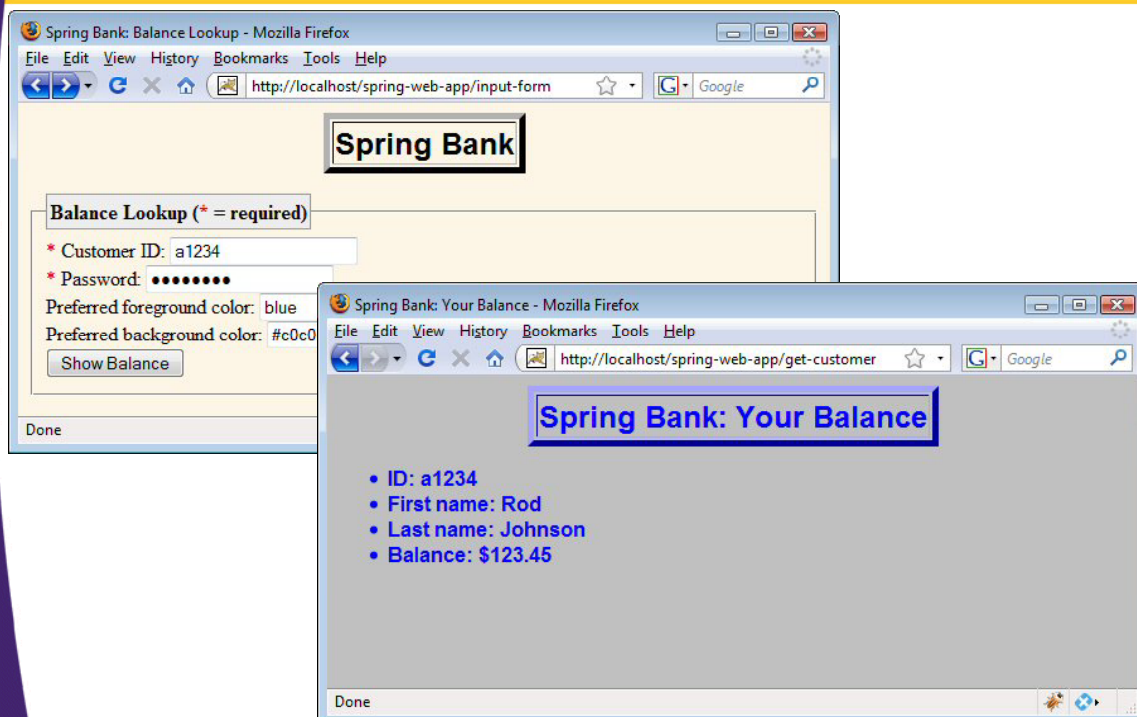 Spring Bank: Balance Lookup - Mozilla Firefox
File Edit View History Bookmarks Tools Help
http://localhost/spring-web-app/input-form
G Google
Spring Bank
Balance Lookup (* = required)
* Customer ID: a1234
* Password: ••••••••
Preferred foreground color: blue
Preferred background color: #c0c0
Show Balance
Done
Spring Bank: Your Balance - Mozilla Firefox
File Edit View History Bookmarks Tools Help
http://localhost/spring-web-app/get-customer
G Google
Spring Bank: Your Balance
• ID: a1234
• First name: Rod
• Last name: Johnson
• Balance: $123.45
Done